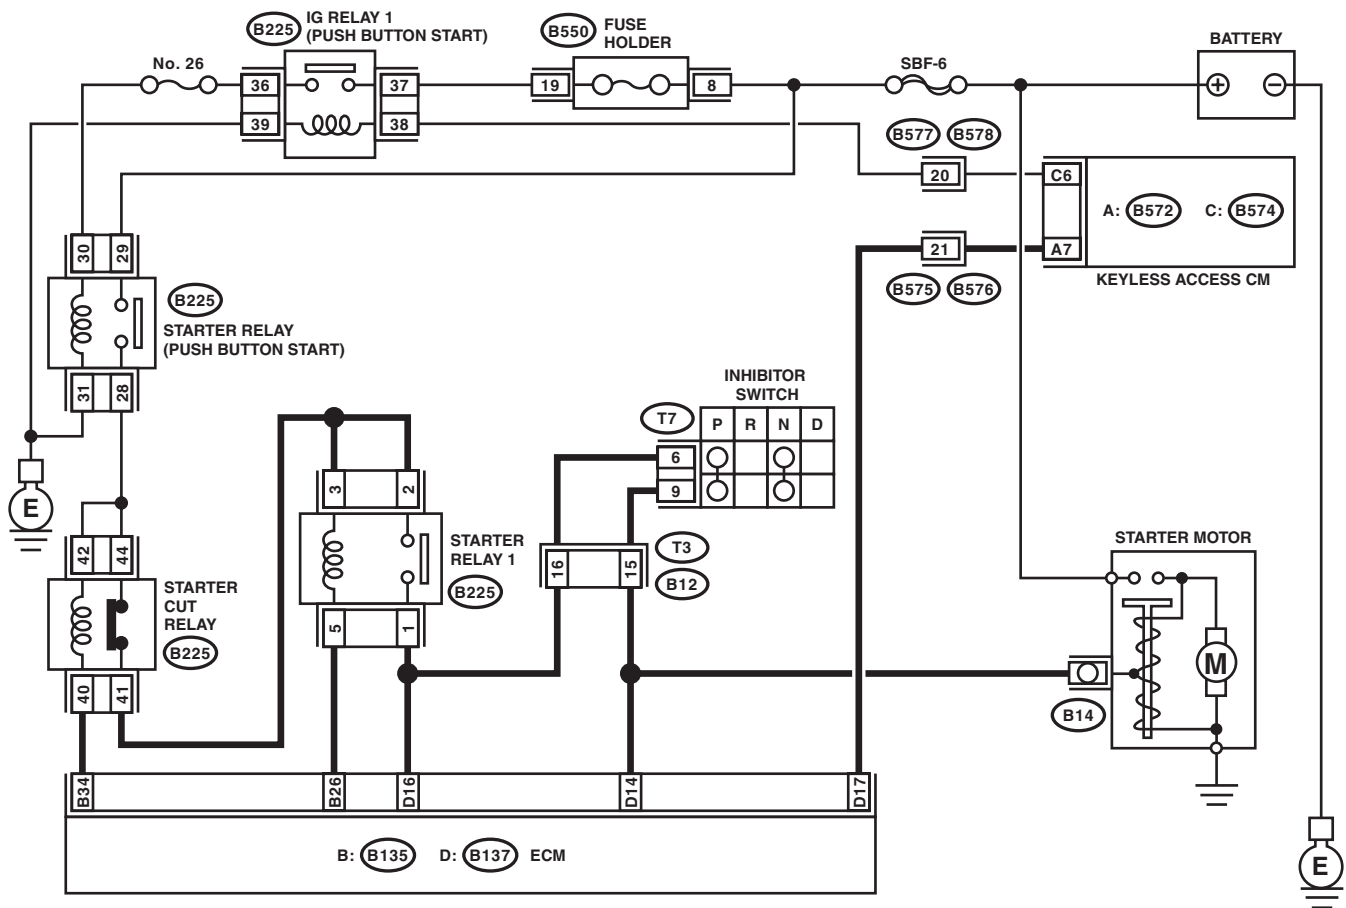 B225
IG RELAY 1
(PUSH BUTTON START)
B550
FUSE
HOLDER
BATTERY
No. 26
SBF-6
36
37
19
8
+
−
39
38
B577
B578
20
C6
A: B572 C: B574
21
A7
B575
B576
KEYLESS ACCESS CM
30
29
B225
STARTER RELAY
(PUSH BUTTON START)
31
28
INHIBITOR
SWITCH
T7
P R N D
6
9
E
3
2
42
44
STARTER
RELAY 1
B225
16
15
T3
B12
STARTER MOTOR
STARTER
CUT
RELAY
B225
5
1
40
41
M
B14
B34
B26
D16
D14
D17
B: B135 D: B137 ECM
E